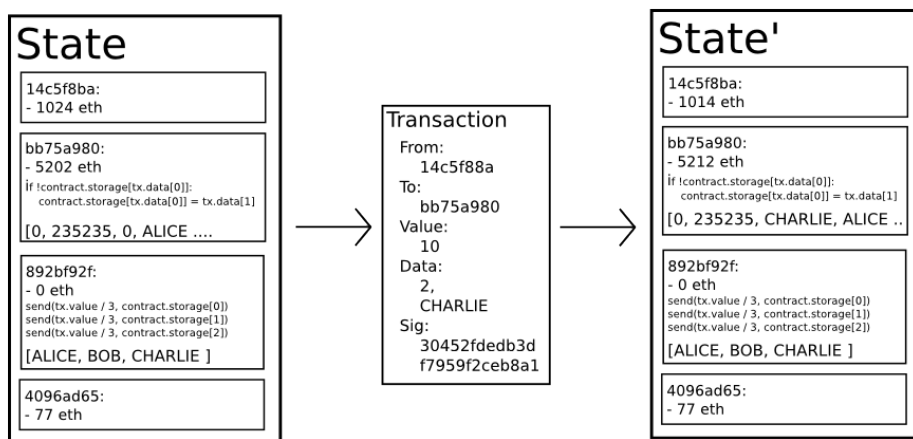 State
14c5f8ba:
- 1024 eth
bb75a980:
- 5202 eth
if !contract.storage[tx.data[0]]:
contract.storage[tx.data[0]] = tx.data[1]
[0, 235235, 0, ALICE ....
892bf92f:
- 0 eth
send(tx.value / 3, contract.storage[0])
send(tx.value / 3, contract.storage[1])
send(tx.value / 3, contract.storage[2])
[ALICE, BOB, CHARLIE ]
4096ad65:
- 77 eth
Transaction
From:
14c5f88a
To:
bb75a980
Value:
10
Data:
2,
CHARLIE
Sig:
30452fdedb3d
f7959f2ceb8a1
State'
14c5f8ba:
- 1014 eth
bb75a980:
- 5212 eth
if !contract.storage[tx.data[0]]:
contract.storage[tx.data[0]] = tx.data[1]
[0, 235235, CHARLIE, ALICE ..
892bf92f:
- 0 eth
send(tx.value / 3, contract.storage[0])
send(tx.value / 3, contract.storage[1])
send(tx.value / 3, contract.storage[2])
[ALICE, BOB, CHARLIE ]
4096ad65:
- 77 eth